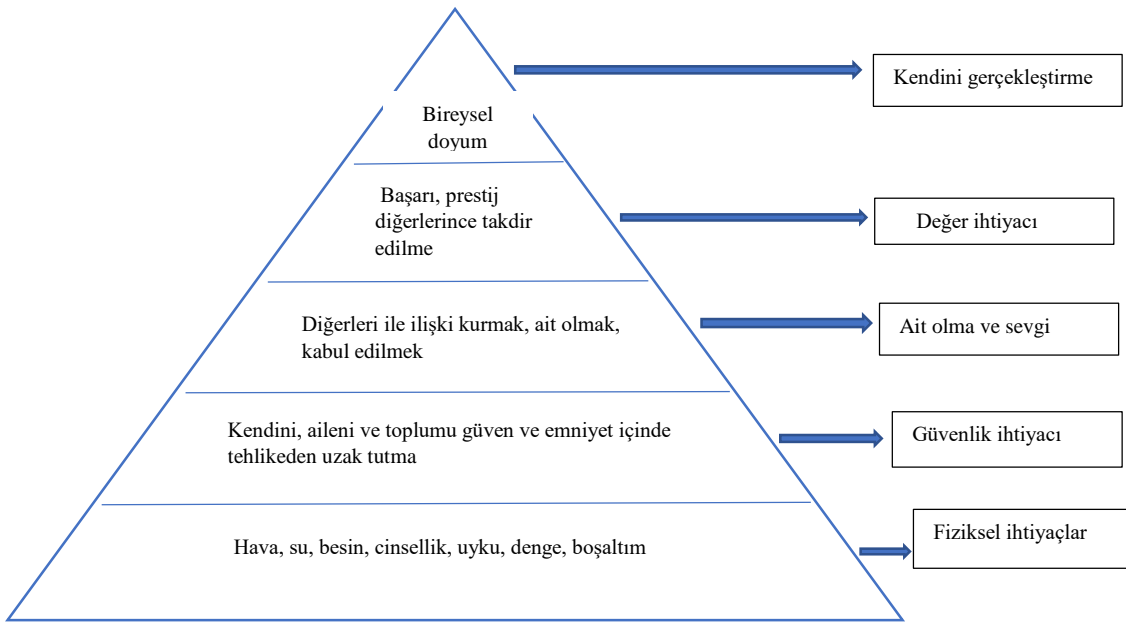 Kendini gerçekleştirme
Bireysel
doyum
Başarı, prestij
diğerlerince takdir
edilme
Değer ihtiyacı
Diğerleri ile ilişki kurmak, ait olmak,
kabul edilmek
Ait olma ve sevgi
Kendini, aileni ve toplumu güven ve emniyet içinde
tehlikeden uzak tutma
Güvenlik ihtiyacı
Hava, su, besin, cinsellik, uyku, denge, boşaltım
Fiziksel ihtiyaçlar